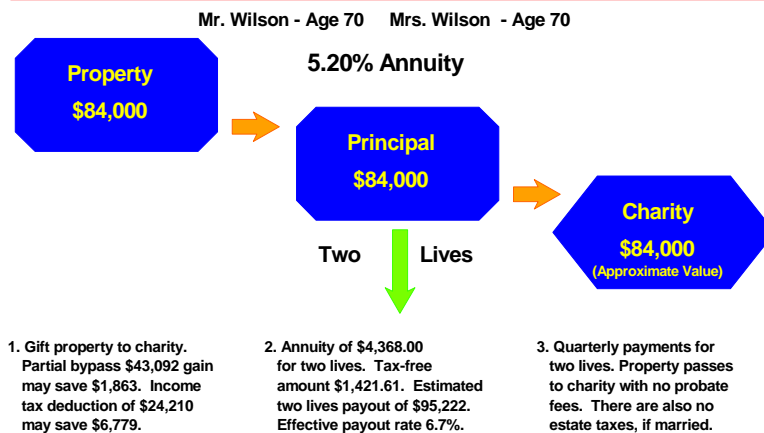 Mr. Wilson - Age 70 Mrs. Wilson - Age 70
5.20% Annuity
Property
$84,000
Principal
$84,000
Charity
$84,000
(Approximate Value)
Two Lives
1. Gift property to charity.
Partial bypass $43,092 gain
may save $1,863. Income
tax deduction of $24,210
may save $6,779.
2. Annuity of $4,368.00
for two lives. Tax-free
amount $1,421.61. Estimated
two lives payout of $95,222.
Effective payout rate 6.7%.
3. Quarterly payments for
two lives. Property passes
to charity with no probate
fees. There are also no
estate taxes, if married.